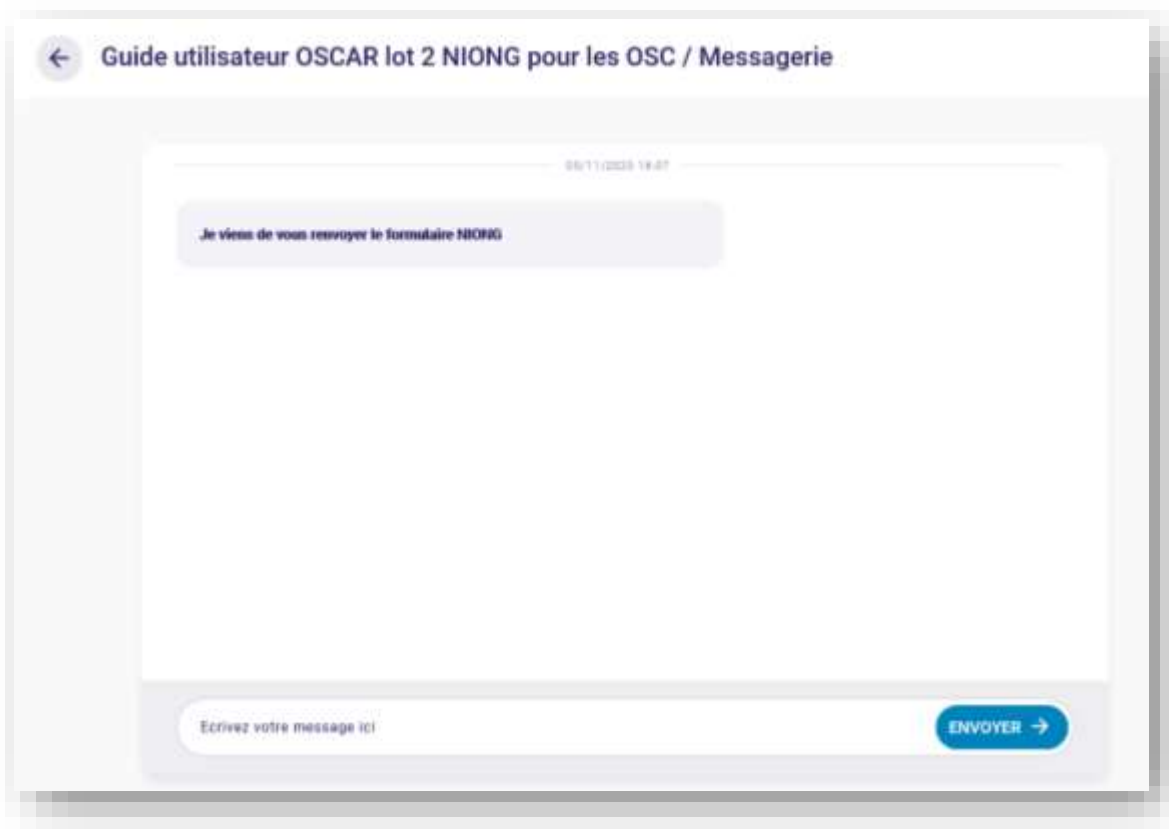 Guide utilisateur OSCAR lot 2 NIONG pour les OSC / Messagerie
Je viens de vous renvoyer le formulaire NIONG
Ecrivez votre message ici
ENVOYER